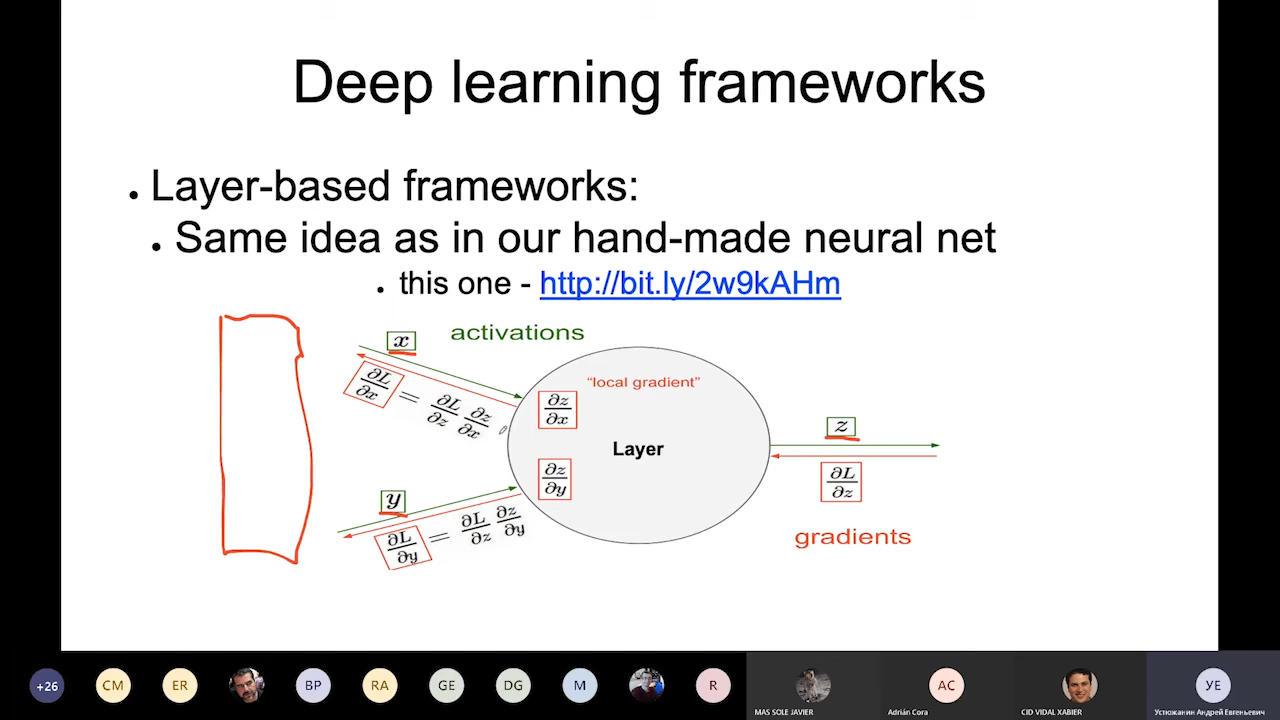 Deep learning frameworks
• Layer-based frameworks:
• Same idea as in our hand-made neural net
• this one - http://bit.ly/2w9kAHm
activations
x
∂L/∂x = ∂L/∂z ∂z/∂x
"local gradient"
∂z/∂x
Layer
∂z/∂y
z
∂L/∂z
y
∂L/∂y = ∂L/∂z ∂z/∂y
gradients
+26
CM
ER
BP
RA
GE
DG
M
R
MAS SOLE JAVIER
AC
Adrián Cora
CID VIDAL XABIER
УЕ
Устюжанин Андрей Евгеньевич